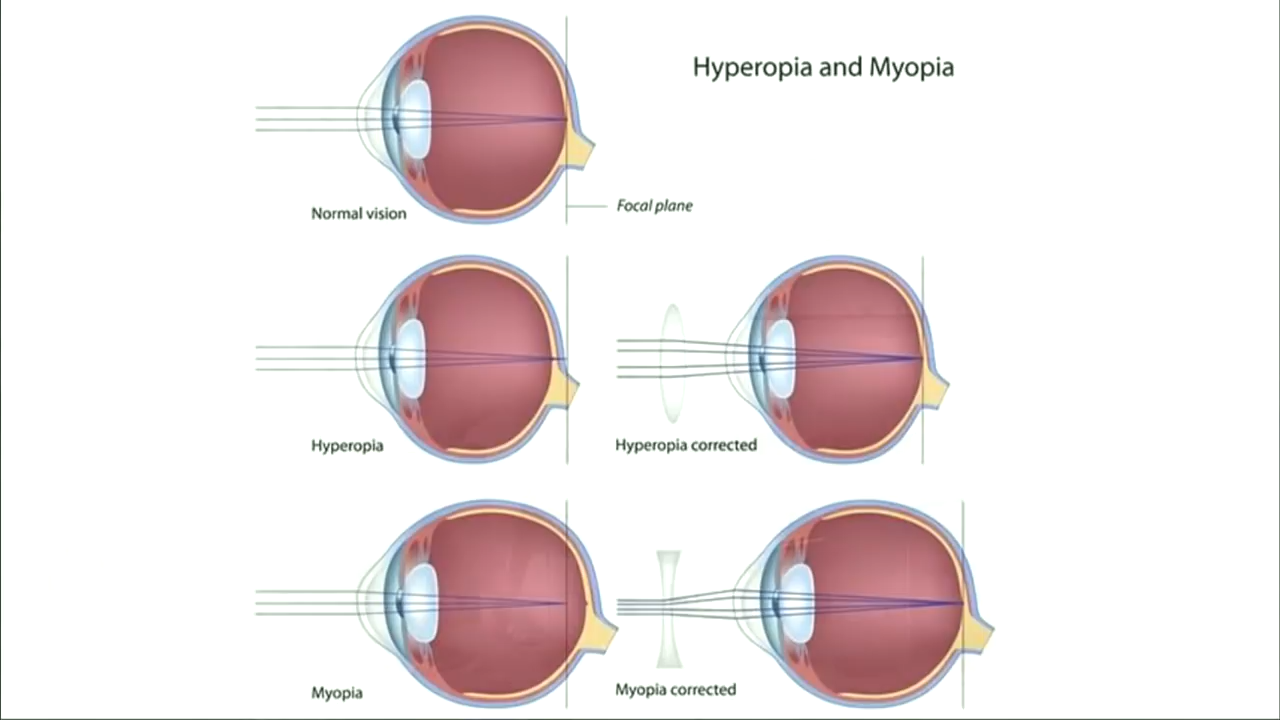 Hyperopia and Myopia
Normal vision
Focal plane
Hyperopia
Hyperopia corrected
Myopia
Myopia corrected